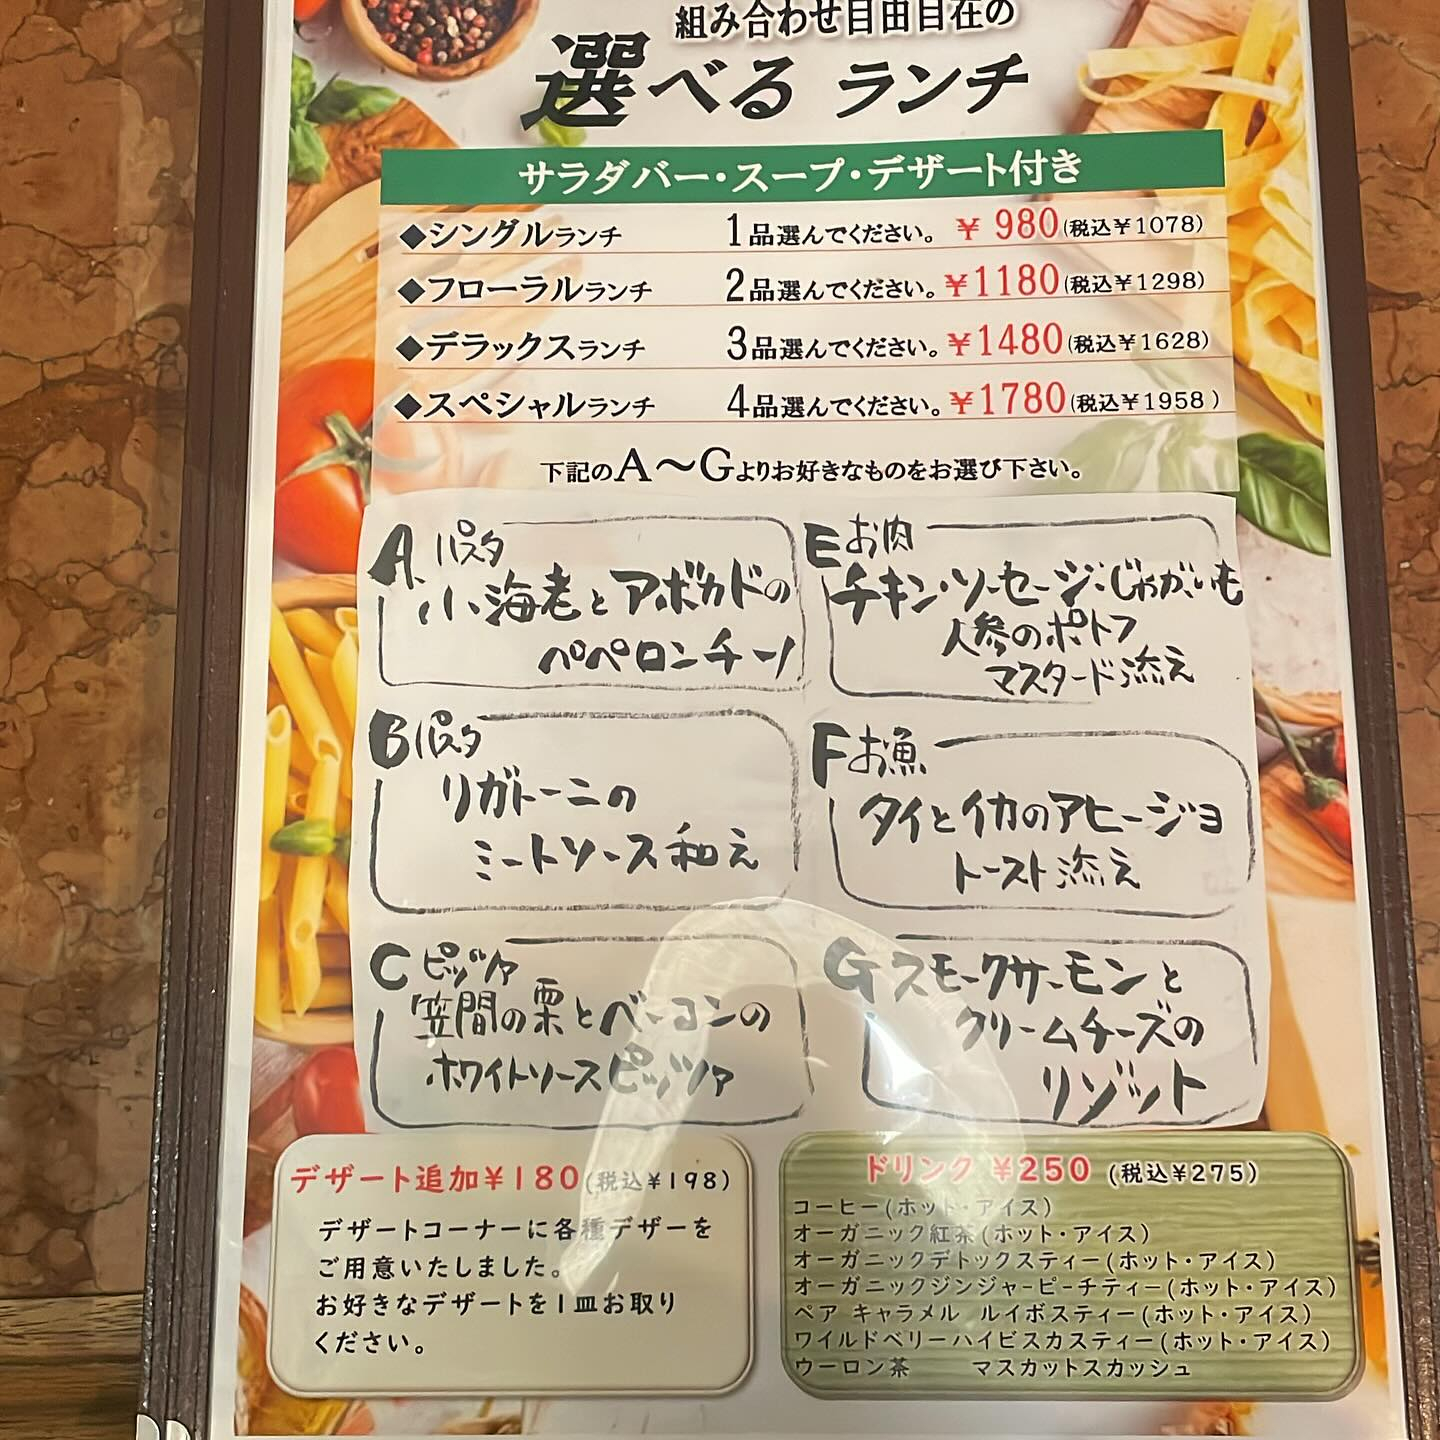 組み合わせ自由自在の
選べる ランチ
サラダバー・スープ・デザート付き
◆シングルランチ 1品選んでください。 ¥ 980(税込¥1078)
◆フローラルランチ 2品選んでください。 ¥1180(税込¥1298)
◆デラックスランチ 3品選んでください。 ¥1480(税込¥1628)
◆スペシャルランチ 4品選んでください。 ¥1780(税込¥1958)
下記のA〜Gよりお好きなものをお選び下さい。
A パスタ
小海老とアボカドの
ペペロンチーノ
B パスタ
リガトーニの
ミートソース和え
C ピッツァ
笠間の栗とベーコンの
ホワイトソースピッツァ
E お肉
チキン・ソーセージ・じゃがいも
人参のポトフ
マスタード添え
F お魚
タイとイカのアヒージョ
トースト添え
G スモークサーモンと
クリームチーズの
リゾット
デザート追加¥180(税込¥198)
デザートコーナーに各種デザーを
ご用意いたしました。
お好きなデザートを1皿お取り
ください。
ドリンク ¥250 (税込¥275)
コーヒー(ホット・アイス)
オーガニック紅茶(ホット・アイス)
オーガニックデトックスティー(ホット・アイス)
オーガニックジンジャーピーチティー(ホット・アイス)
ペア キャラメル ルイボスティー(ホット・アイス)
ワイルドベリーハイビスカスティー(ホット・アイス)
ウーロン茶 マスカットスカッシュ